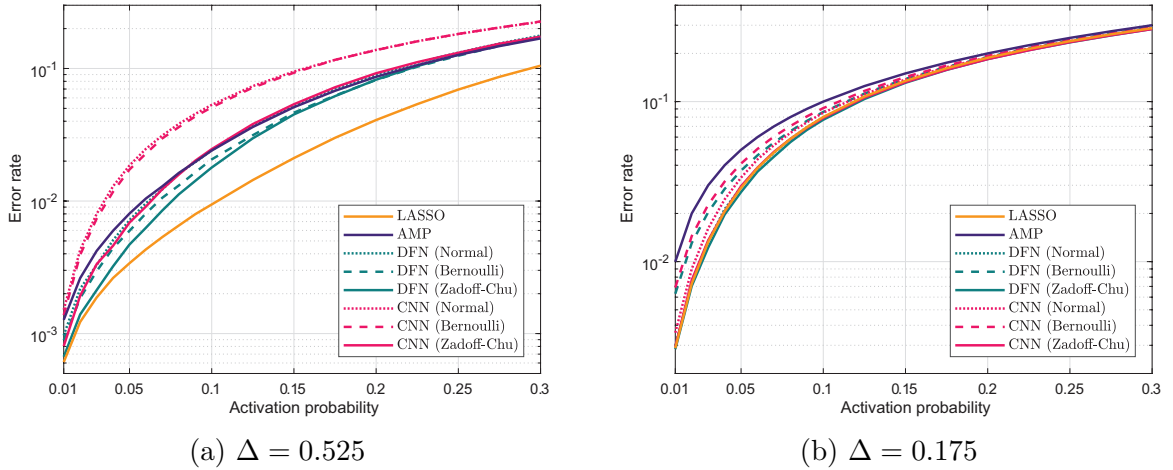 10^-1
10^-2
10^-3
Error rate
0.01
0.05
0.1
0.15
0.2
0.25
0.3
Activation probability
LASSO
AMP
DFN (Normal)
DFN (Bernoulli)
DFN (Zadoff-Chu)
CNN (Normal)
CNN (Bernoulli)
CNN (Zadoff-Chu)
(a) Δ = 0.525
10^-1
10^-2
Error rate
0.01
0.05
0.1
0.15
0.2
0.25
0.3
Activation probability
LASSO
AMP
DFN (Normal)
DFN (Bernoulli)
DFN (Zadoff-Chu)
CNN (Normal)
CNN (Bernoulli)
CNN (Zadoff-Chu)
(b) Δ = 0.175